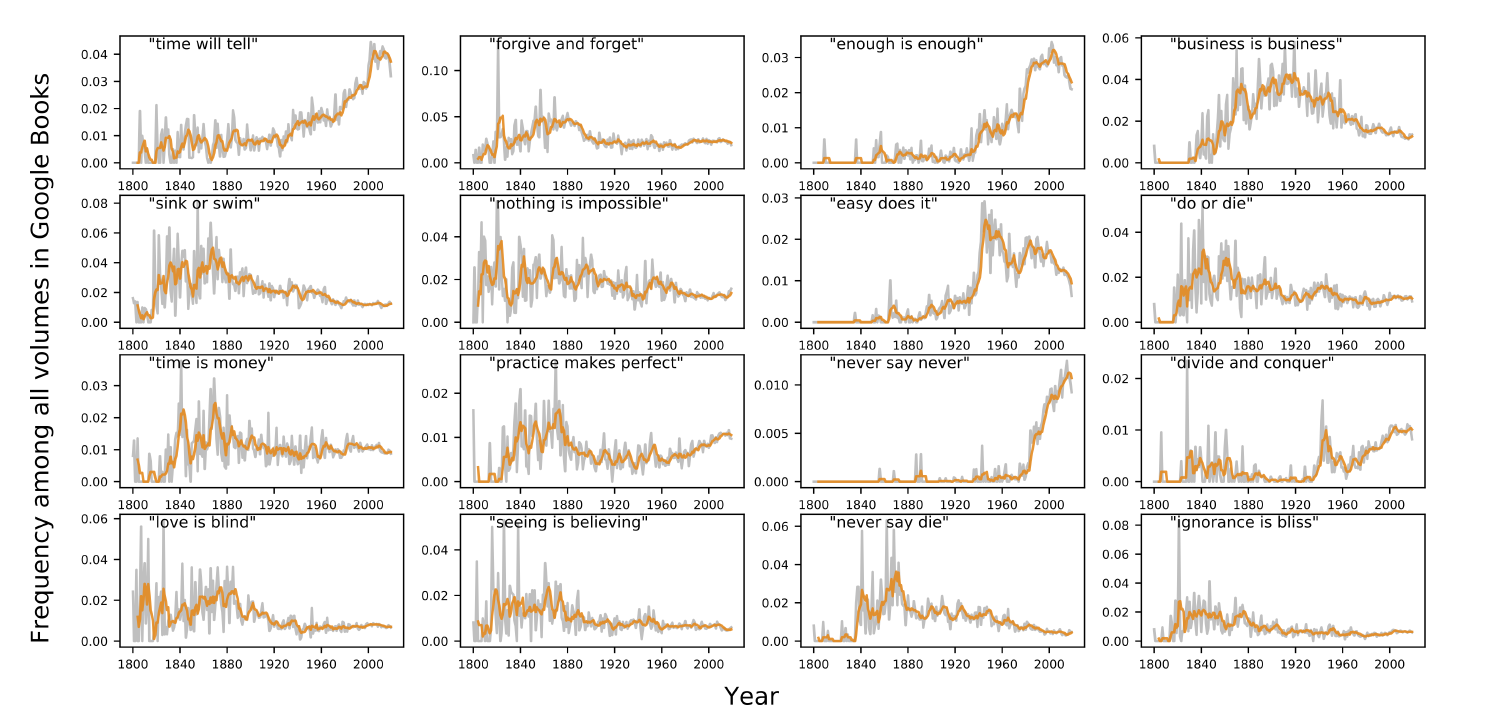 Frequency among all volumes in Google Books
"time will tell"
0.04
0.03
0.02
0.01
0.00
1800 1840 1880 1920 1960 2000
"forgive and forget"
0.10
0.05
0.00
1800 1840 1880 1920 1960 2000
"enough is enough"
0.03
0.02
0.01
0.00
1800 1840 1880 1920 1960 2000
"business is business"
0.06
0.04
0.02
0.00
1800 1840 1880 1920 1960 2000
"sink or swim"
0.08
0.06
0.04
0.02
0.00
1800 1840 1880 1920 1960 2000
"nothing is impossible"
0.04
0.02
0.00
1800 1840 1880 1920 1960 2000
"easy does it"
0.03
0.02
0.01
0.00
1800 1840 1880 1920 1960 2000
"do or die"
0.04
0.02
0.00
1800 1840 1880 1920 1960 2000
"time is money"
0.03
0.02
0.01
0.00
1800 1840 1880 1920 1960 2000
"practice makes perfect"
0.02
0.01
0.00
1800 1840 1880 1920 1960 2000
"never say never"
0.010
0.005
0.000
1800 1840 1880 1920 1960 2000
"divide and conquer"
0.02
0.01
0.00
1800 1840 1880 1920 1960 2000
"love is blind"
0.06
0.04
0.02
0.00
1800 1840 1880 1920 1960 2000
"seeing is believing"
0.04
0.02
0.00
1800 1840 1880 1920 1960 2000
"never say die"
0.06
0.04
0.02
0.00
1800 1840 1880 1920 1960 2000
"ignorance is bliss"
0.08
0.06
0.04
0.02
0.00
1800 1840 1880 1920 1960 2000
Year